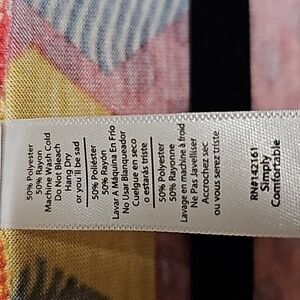 50% Polyester
50% Rayon
Machine Wash Cold
Do Not Bleach
Hang Dry
or you'll be sad
50% Poliéster
50% Rayón
Lavar a Máquina En Frío
No Usar Blanqueador
Cuelgue en seco
o estarás triste
50% Polyester
50% Rayonne
Lavage en machine à froid
Ne Pas Javelliser
Accrochez sec
ou vous serez triste
RN#142161
Simply
Comfortable